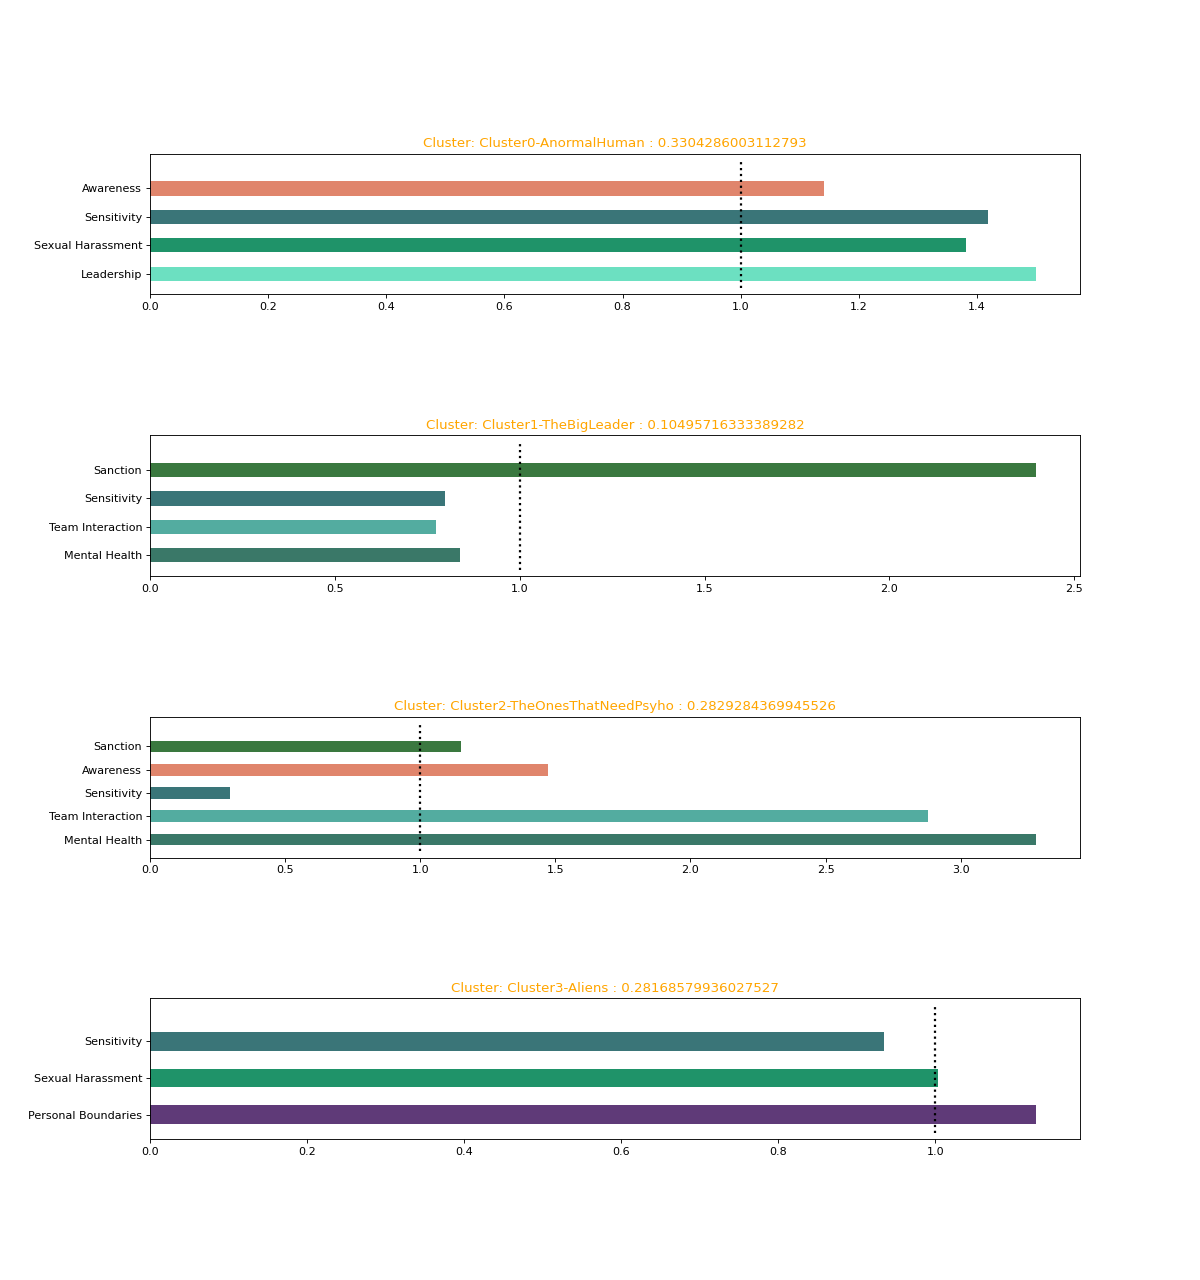 Cluster: Cluster0-AnormalHuman : 0.3304286003112793
Awareness
Sensitivity
Sexual Harassment
Leadership
0.0 0.2 0.4 0.6 0.8 1.0 1.2 1.4
Cluster: Cluster1-TheBigLeader : 0.10495716333389282
Sanction
Sensitivity
Team Interaction
Mental Health
0.0 0.5 1.0 1.5 2.0 2.5
Cluster: Cluster2-TheOnesThatNeedPsyho : 0.2829284369945526
Sanction
Awareness
Sensitivity
Team Interaction
Mental Health
0.0 0.5 1.0 1.5 2.0 2.5 3.0
Cluster: Cluster3-Aliens : 0.28168579936027527
Sensitivity
Sexual Harassment
Personal Boundaries
0.0 0.2 0.4 0.6 0.8 1.0